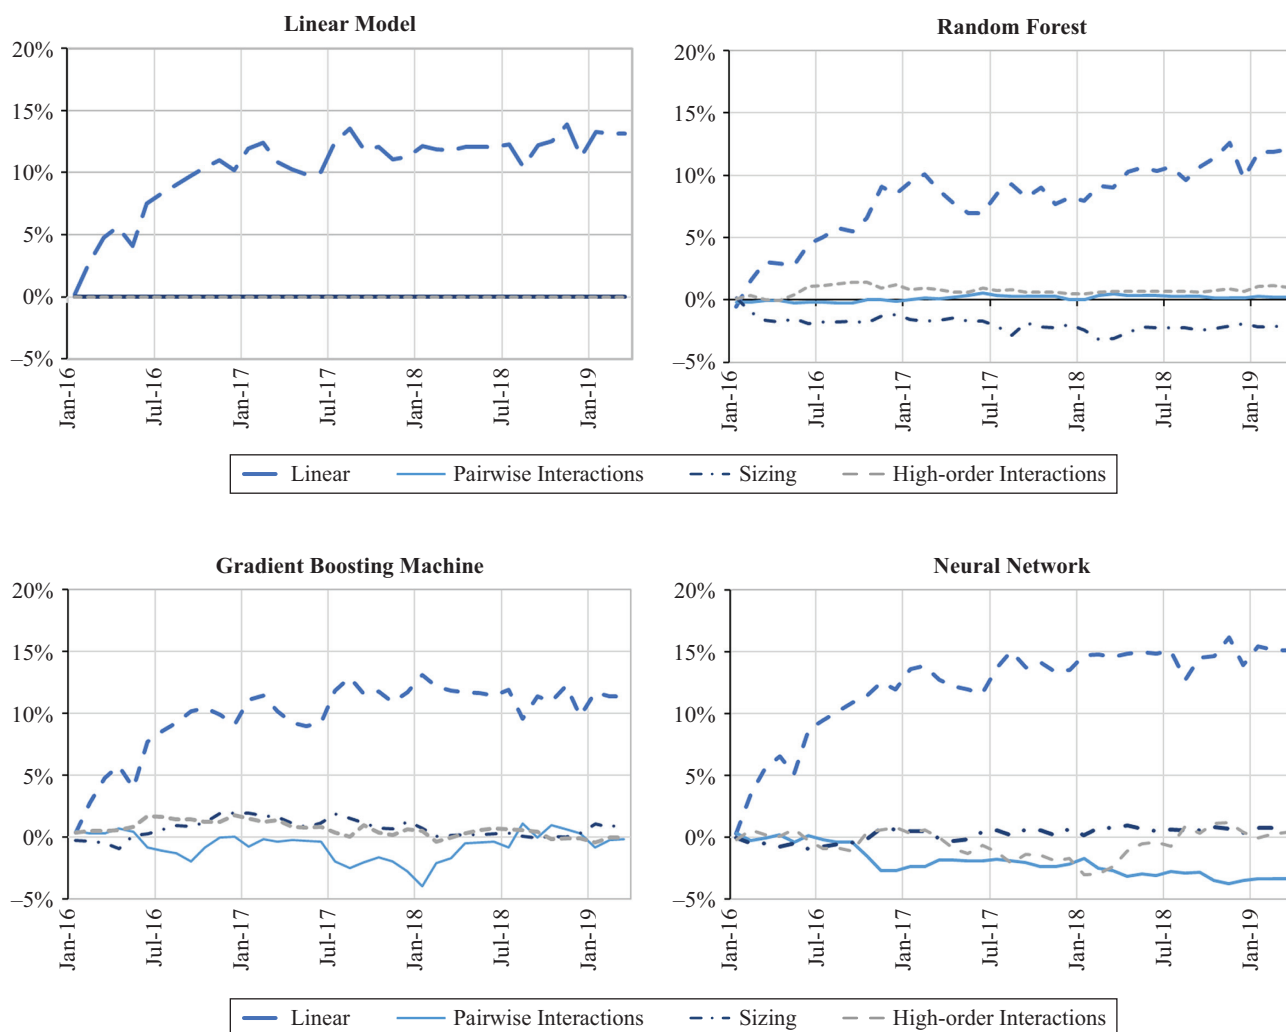 Linear Model
20%
15%
10%
5%
0%
–5%
Jan-16
Jul-16
Jan-17
Jul-17
Jan-18
Jul-18
Jan-19
Random Forest
20%
15%
10%
5%
0%
–5%
Jan-16
Jul-16
Jan-17
Jul-17
Jan-18
Jul-18
Jan-19
Linear Pairwise Interactions Sizing High-order Interactions
Gradient Boosting Machine
20%
15%
10%
5%
0%
–5%
Jan-16
Jul-16
Jan-17
Jul-17
Jan-18
Jul-18
Jan-19
Neural Network
20%
15%
10%
5%
0%
–5%
Jan-16
Jul-16
Jan-17
Jul-17
Jan-18
Jul-18
Jan-19
Linear Pairwise Interactions Sizing High-order Interactions